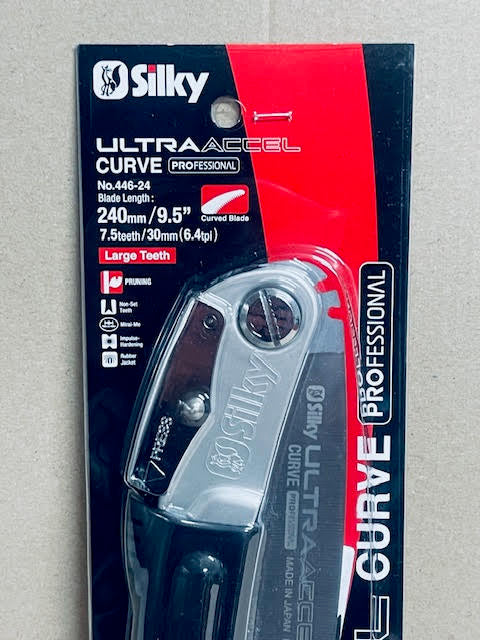 Silky
ULTRAACCEL
CURVE PROFESSIONAL
No.446-24
Blade Length:
240mm/9.5”
7.5teeth/30mm(6.4tpi)
Curved Blade
Large Teeth
PRUNING
Non-Set
Teeth
Mirai-Me
Impulse-
Hardening
Rubber
Jacket
PRESS
Silky
Silky ULTRAACCEL
CURVE PROFESSIONAL
MADE IN JAPAN
CURVE PROFESSIONAL